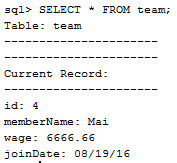 sql> SELECT * FROM team;
Table: team
----------------------
----------------------
Current Record:
----------------------
id: 4
memberName: Mai
wage: 6666.66
joinDate: 08/19/16